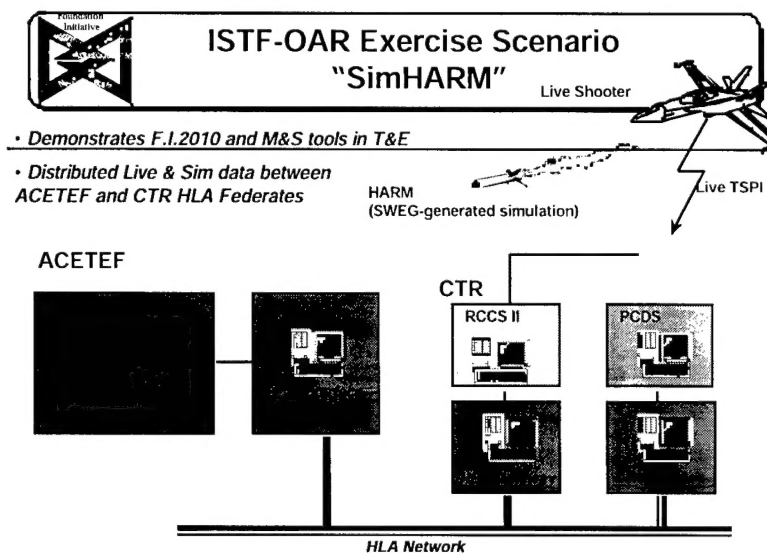 Foundation
Initiative
ISTF-OAR Exercise Scenario
"SimHARM"
Live Shooter
• Demonstrates F.I.2010 and M&S tools in T&E
• Distributed Live & Sim data between
ACETEF and CTR HLA Federates
HARM
(SWEG-generated simulation)
Live TSPI
ACETEF
CTR
RCCS II
PCDS
HLA Network